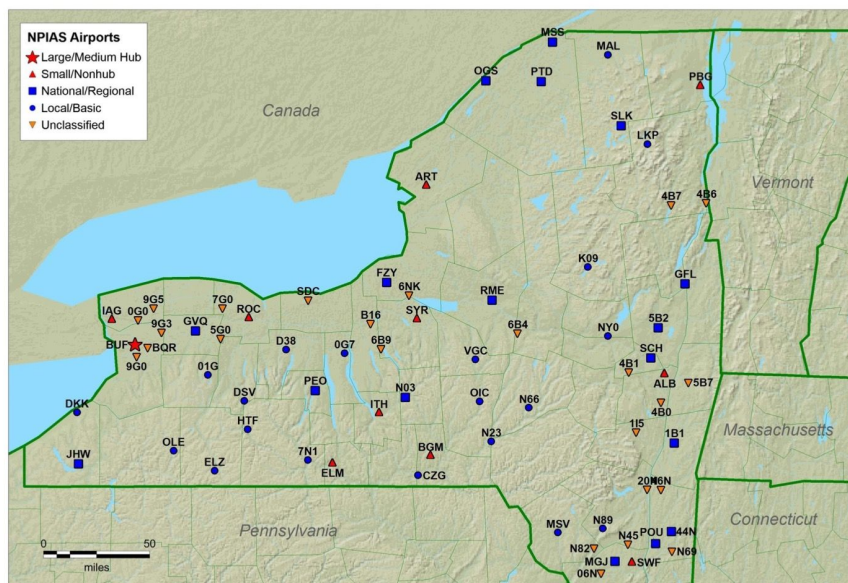 NPIAS Airports
Large/Medium Hub
Small/Nonhub
National/Regional
Local/Basic
Unclassified
MSS
MAL
OGS
PTD
PBG
Canada
SLK
LKP
ART
Vermont
4B7
4B6
K09
FZY
GFL
6NK
SDC
RME
9G5
7G0
IAG
0G0
ROC
SYR
B16
9G3
GVQ
5G0
6B4
5B2
NY0
BUF
BQR
D38
0G7
6B9
SCH
9G0
VGC
4B1
01G
ALB
5B7
PEO
N03
DSV
OIC
N66
DKK
ITH
4B0
HTF
1I5
N23
1B1
Massachusetts
OLE
JHW
7N1
BGM
ELZ
ELM
CZG
46N
Connecticut
Pennsylvania
MSV
N89
44N
N45
POU
N82
N69
MGJ
SWF
06N
0
50
miles